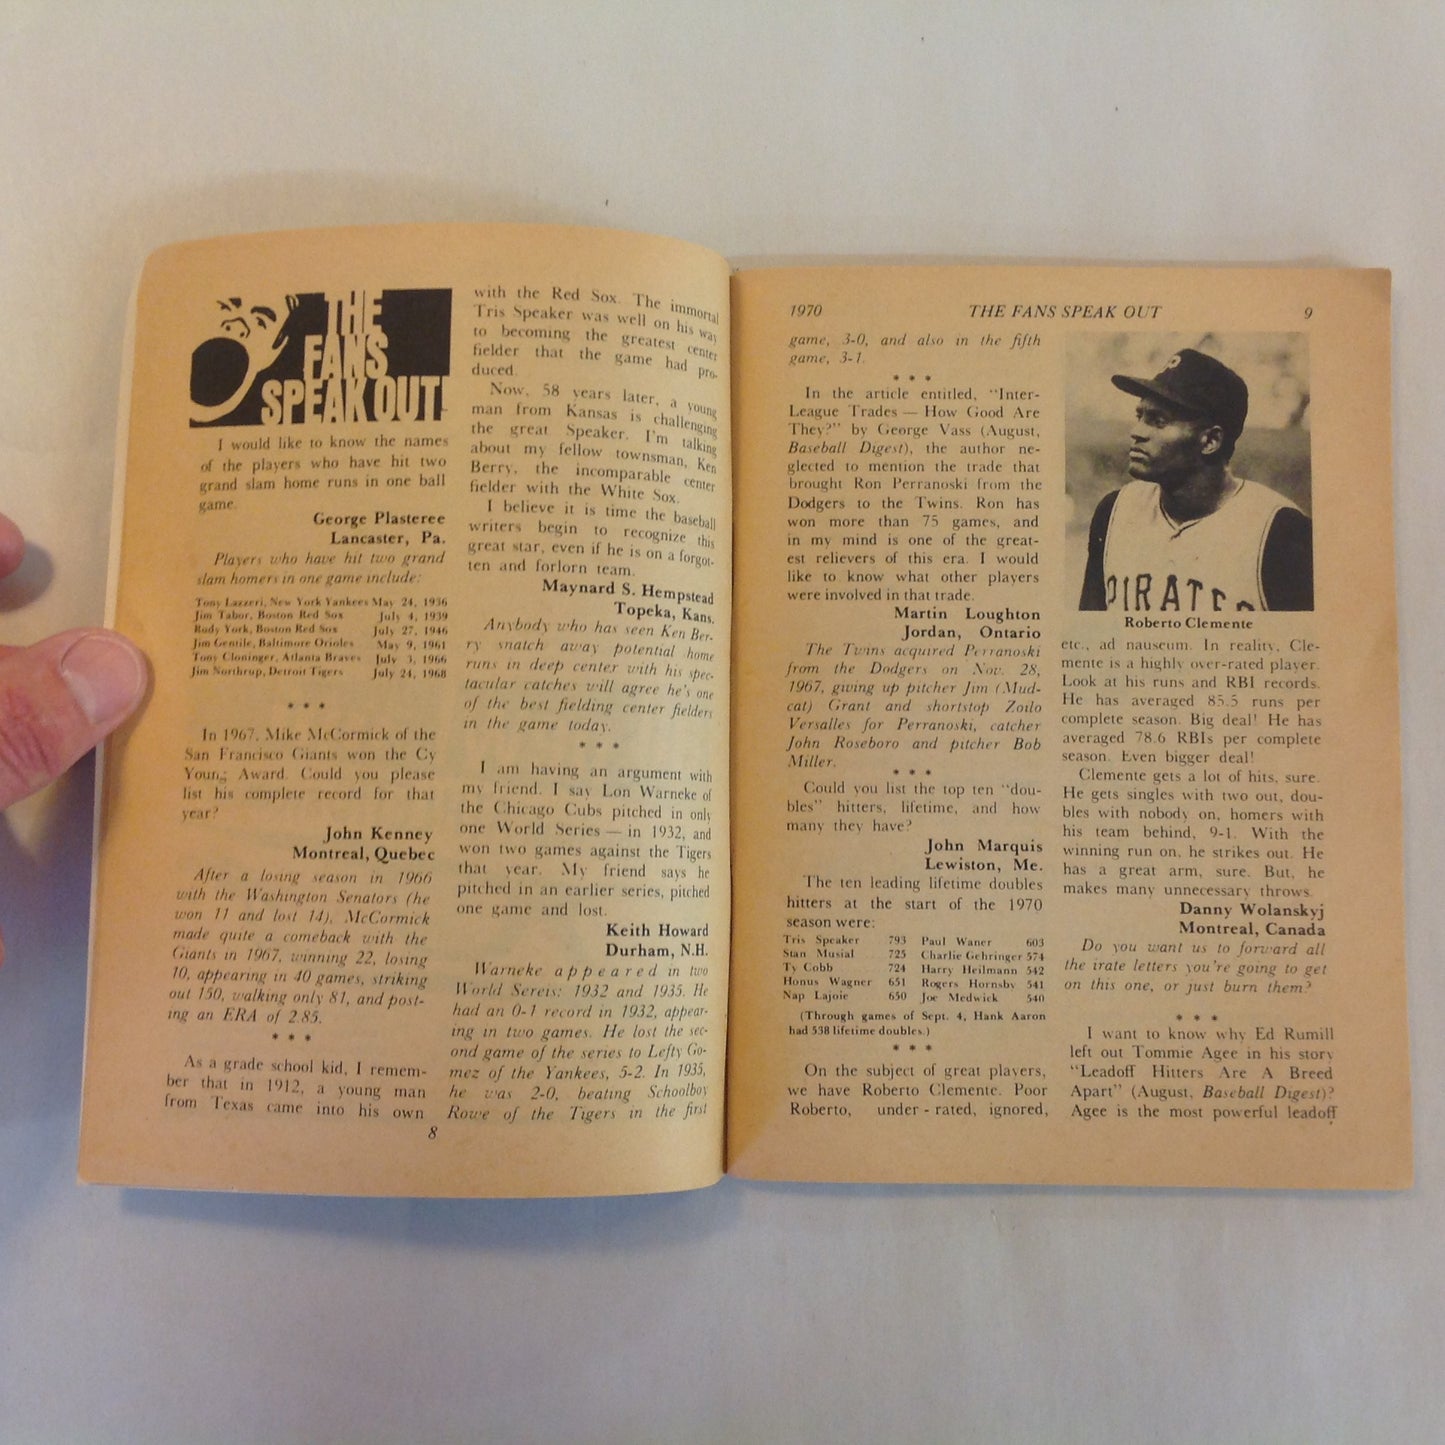 THE
FANS
SPEAK OUT!
I would like to know the names
of the players who have hit two
grand slam home runs in one ball
game.
George Plasteree
Lancaster, Pa.
Players who have hit two grand
slam homers in one game include:
Tony Lazzeri, New York Yankees May 24, 1936
Jim Tabor, Boston Red Sox July 4, 1939
Rudy York, Boston Red Sox July 27, 1946
Jim Gentile, Baltimore Orioles May 9, 1961
Tony Cloninger, Atlanta Braves July 3, 1966
Jim Northrup, Detroit Tigers July 24, 1968
* * *
In 1967, Mike McCormick of the
San Francisco Giants won the Cy
Young Award. Could you please
list his complete record for that
year?
John Kenney
Montreal, Quebec
After a losing season in 1966
with the Washington Senators (he
won 11 and lost 14), McCormick
made quite a comeback with the
Giants in 1967, winning 22, losing
10, appearing in 40 games, striking
out 150, walking only 81, and post-
ing an ERA of 2.85.
* * *
As a grade school kid, I remem-
ber that in 1912, a young man
from Texas came into his own
8
with the Red Sox. The immortal
Tris Speaker was well on his way
to becoming the greatest center
fielder that the game had pro-
duced.
Now, 58 years later, a young
man from Kansas is challenging
the great Speaker. I'm talking
about my fellow townsman, Ken
Berry, the incomparable center
fielder with the White Sox.
I believe it is time the baseball
writers begin to recognize this
great star, even if he is on a forgot-
ten and forlorn team.
Maynard S. Hempstead
Topeka, Kans.
Anybody who has seen Ken Ber-
ry snatch away potential home
runs in deep center with his spec-
tacular catches will agree he's one
of the best fielding center fielders
in the game today.
* * *
I am having an argument with
my friend. I say Lon Warneke of
the Chicago Cubs pitched in only
one World Series — in 1932, and
won two games against the Tigers
that year. My friend says he
pitched in an earlier series, pitched
one game and lost.
Keith Howard
Durham, N.H.
Warneke appeared in two
World Sereis: 1932 and 1935. He
had an 0-1 record in 1932, appear-
ing in two games. He lost the sec-
ond game of the series to Lefty Go-
mez of the Yankees, 5-2. In 1935,
he was 2-0, beating Schoolboy
Rowe of the Tigers in the first
1970 THE FANS SPEAK OUT 9
game, 3-0, and also in the fifth
game, 3-1.
* * *
In the article entitled, "Inter-
League Trades — How Good Are
They?" by George Vass (August,
Baseball Digest), the author ne-
glected to mention the trade that
brought Ron Perranoski from the
Dodgers to the Twins. Ron has
won more than 75 games, and
in my mind is one of the great-
est relievers of this era. I would
like to know what other players
were involved in that trade.
Martin Loughton
Jordan, Ontario
The Twins acquired Perranoski
from the Dodgers on Nov. 28,
1967, giving up pitcher Jim (Mud-
cat) Grant and shortstop Zoilo
Versalles for Perranoski, catcher
John Roseboro and pitcher Bob
Miller.
* * *
Could you list the top ten "dou-
bles" hitters, lifetime, and how
many they have?
John Marquis
Lewiston, Me.
The ten leading lifetime doubles
hitters at the start of the 1970
season were:
Tris Speaker 793 Paul Waner 603
Stan Musial 725 Charlie Gehringer 574
Ty Cobb 724 Harry Heilmann 542
Honus Wagner 651 Rogers Hornsby 541
Nap Lajoie 650 Joe Medwick 540
(Through games of Sept. 4, Hank Aaron
had 538 lifetime doubles.)
* * *
On the subject of great players,
we have Roberto Clemente. Poor
Roberto, under - rated, ignored,
P
PIRATES
Roberto Clemente
etc., ad nauseum. In reality, Cle-
mente is a highly over-rated player.
Look at his runs and RBI records.
He has averaged 85.5 runs per
complete season. Big deal! He has
averaged 78.6 RBIs per complete
season. Even bigger deal!
Clemente gets a lot of hits, sure.
He gets singles with two out, dou-
bles with nobody on, homers with
his team behind, 9-1. With the
winning run on, he strikes out. He
has a great arm, sure. But, he
makes many unnecessary throws.
Danny Wolanskyj
Montreal, Canada
Do you want us to forward all
the irate letters you're going to get
on this one, or just burn them?
* * *
I want to know why Ed Rumill
left out Tommie Agee in his story
"Leadoff Hitters Are A Breed
Apart" (August, Baseball Digest)?
Agee is the most powerful leadoff